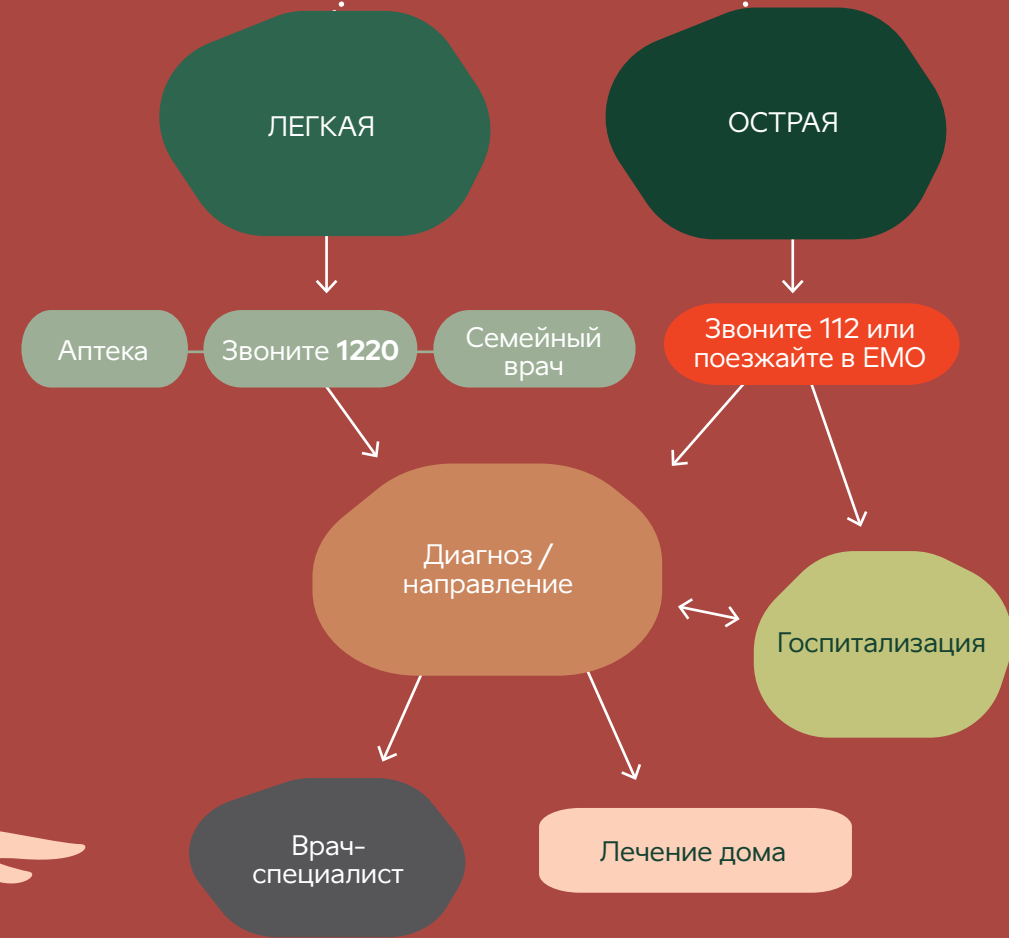 ЛЕГКАЯ
ОСТРАЯ
Аптека
Звоните 1220
Семейный
врач
Звоните 112 или
поезжайте в ЕМО
Диагноз /
направление
Госпитализация
Врач-
специалист
Лечение дома